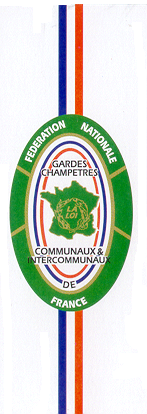 FEDERATION NATIONALE
GARDES
CHAMPETRES
LA
LOI
COMMUNAUX &
INTERCOMMUNAUX
DE
FRANCE